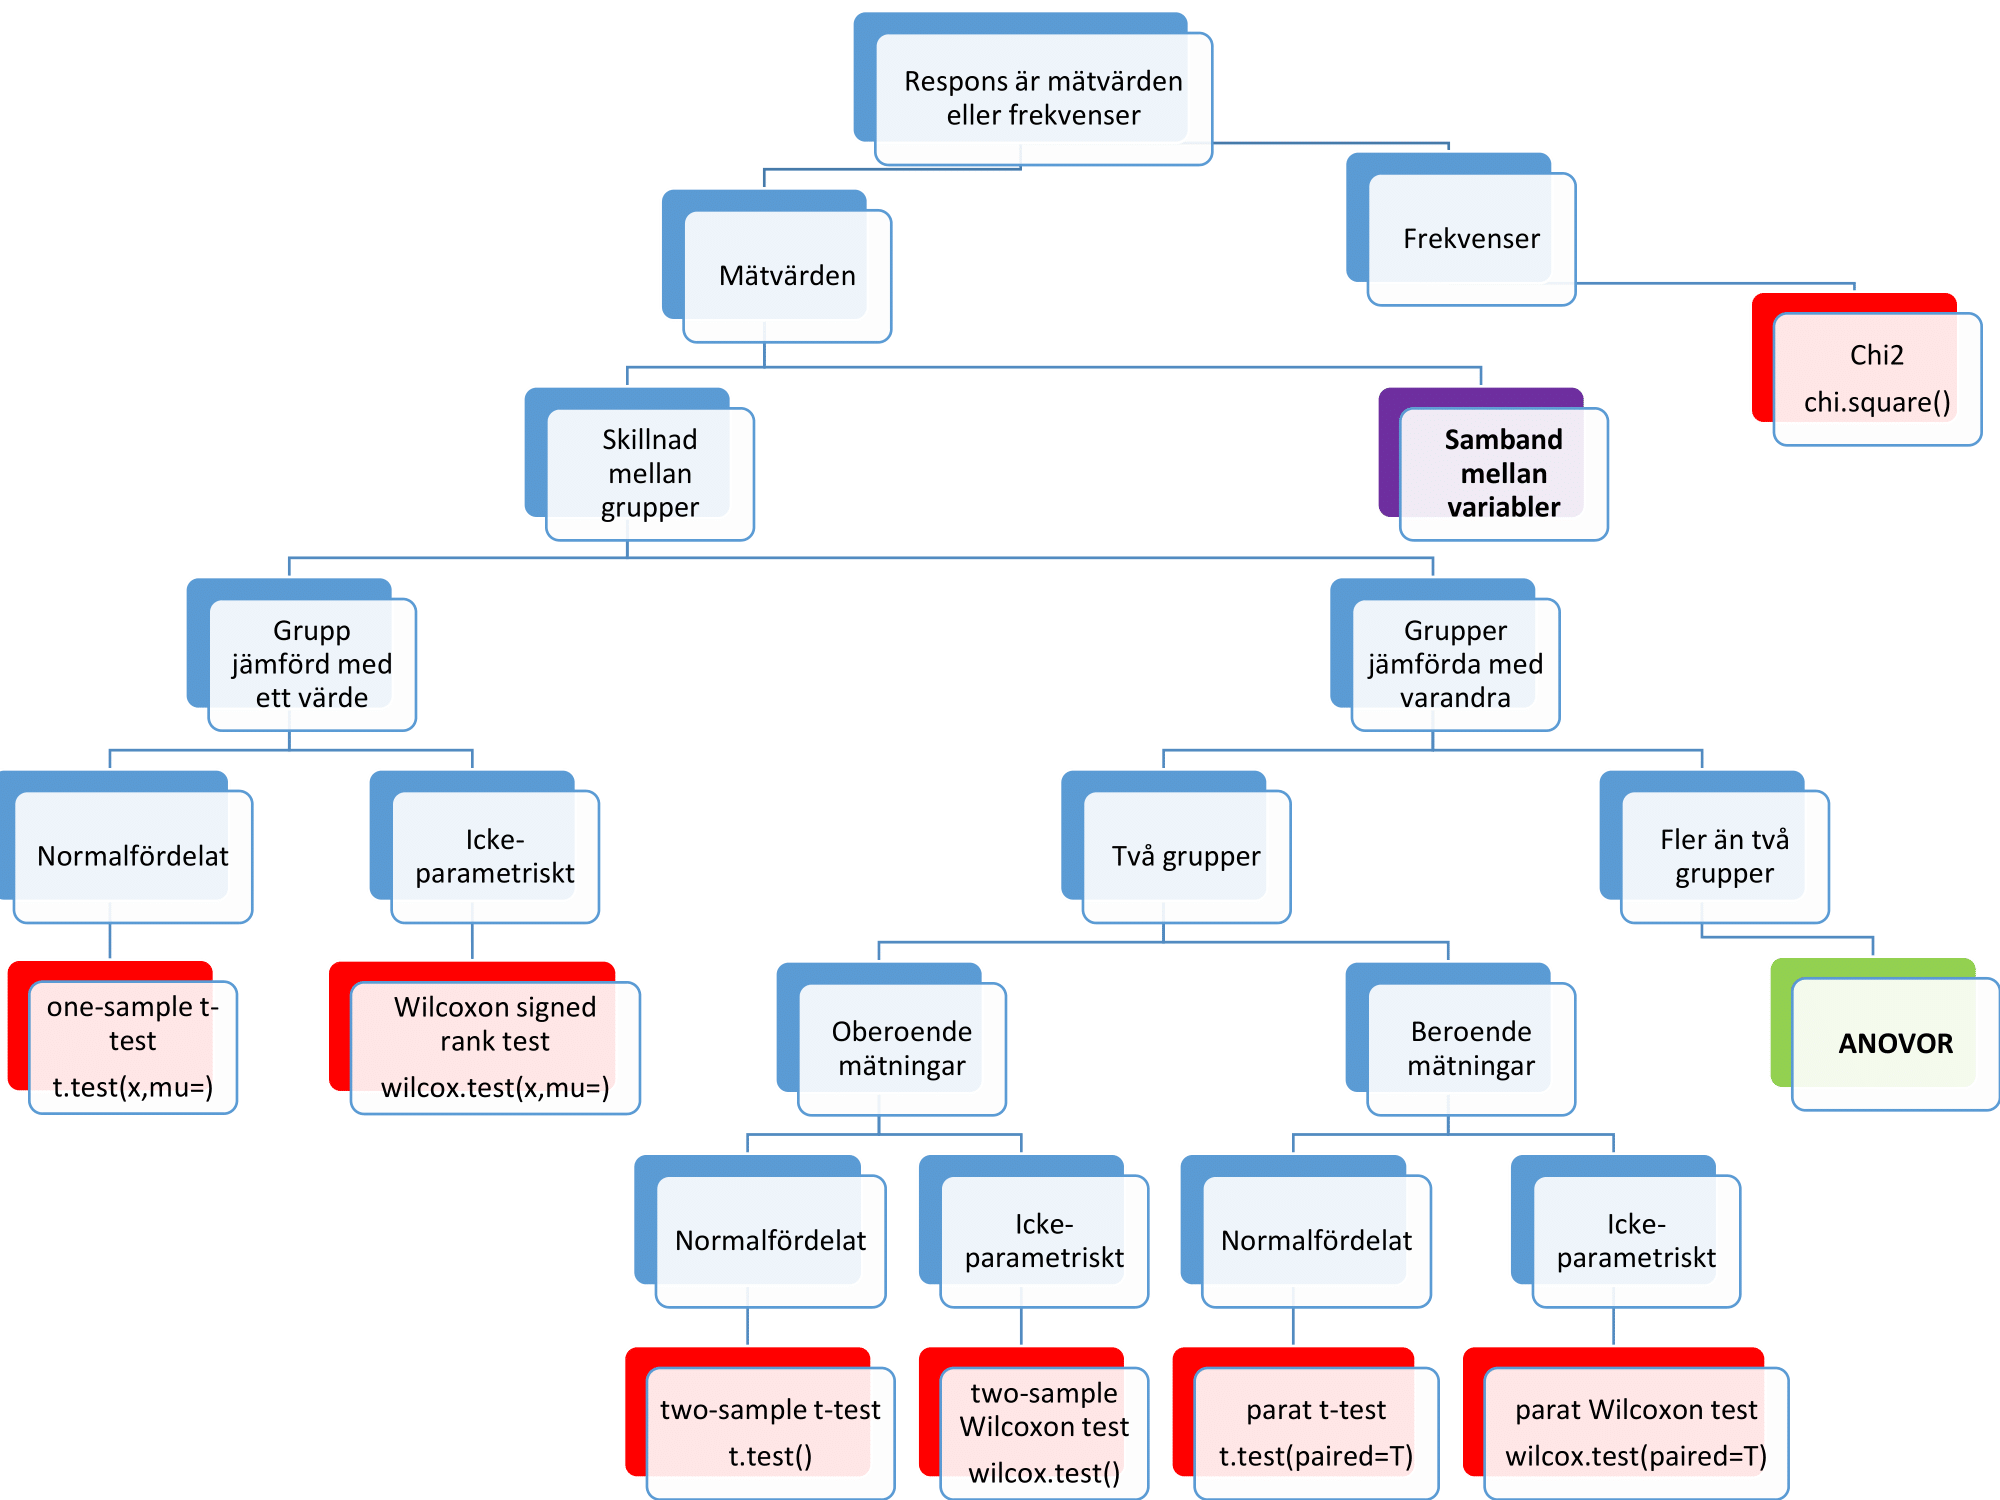 Respons är mätvärden
eller frekvenser
Mätvärden
Frekvenser
Chi2
chi.square()
Skillnad
mellan
grupper
Samband
mellan
variabler
Grupp
jämförd med
ett värde
Grupper
jämförda med
varandra
Normalfördelat
Icke-
parametriskt
Två grupper
Fler än två
grupper
one-sample t-
test
t.test(x,mu=)
Wilcoxon signed
rank test
wilcox.test(x,mu=)
Oberoende
mätningar
Beroende
mätningar
ANOVOR
Normalfördelat
Icke-
parametriskt
Normalfördelat
Icke-
parametriskt
two-sample t-test
t.test()
two-sample
Wilcoxon test
wilcox.test()
parat t-test
t.test(paired=T)
parat Wilcoxon test
wilcox.test(paired=T)